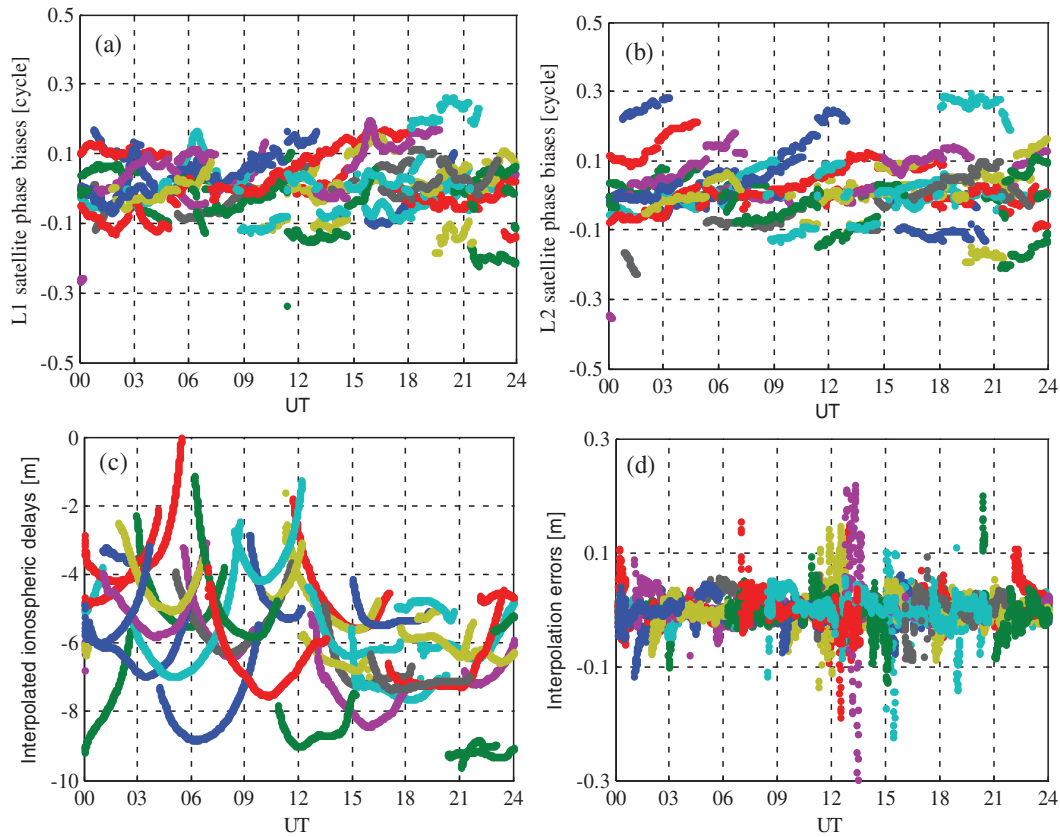 (a)
L1 satellite phase biases [cycle]
0.5
0.3
0.1
-0.1
-0.3
-0.5
00 03 06 09 12 15 18 21 24
UT
(b)
L2 satellite phase biases [cycle]
0.5
0.3
0.1
-0.1
-0.3
-0.5
00 03 06 09 12 15 18 21 24
UT
(c)
Interpolated ionospheric delays [m]
0
-2
-4
-6
-8
-10
00 03 06 09 12 15 18 21 24
UT
(d)
Interpolation errors [m]
0.3
0.1
-0.1
-0.3
00 03 06 09 12 15 18 21 24
UT